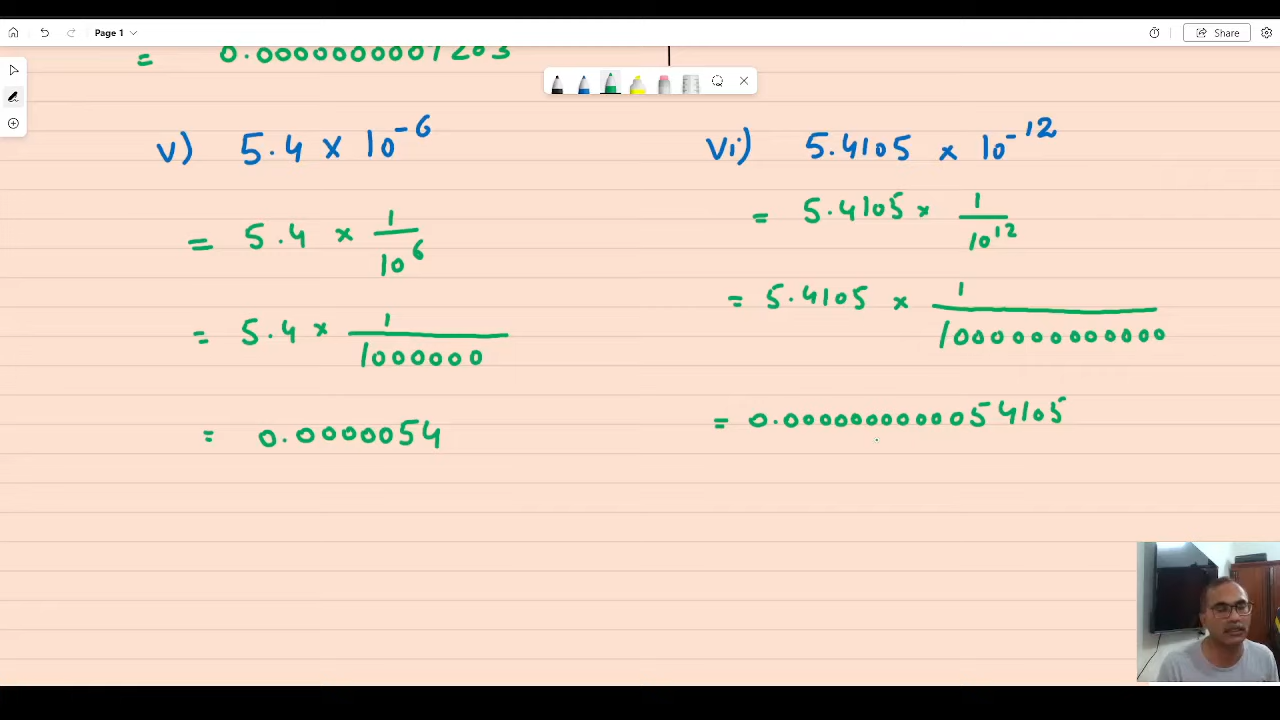 Page 1
Share
v) 5.4 × 10⁻⁶
= 5.4 × 1/10⁶
= 5.4 × 1/1000000
= 0.0000054
vi) 5.4105 × 10⁻¹²
= 5.4105 × 1/10¹²
= 5.4105 × 1/1000000000000
= 0.0000000000054105